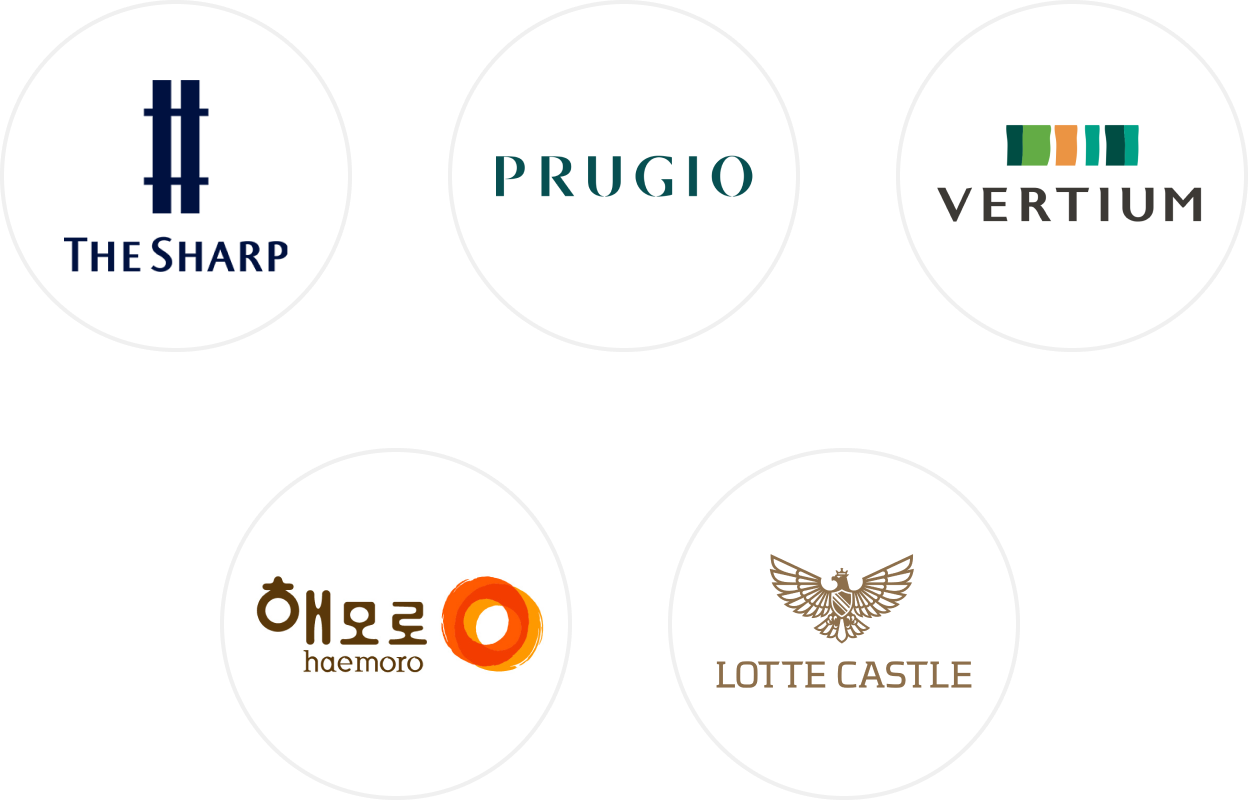 THE SHARP
PRUGIO
VERTIUM
해모로
haemoro
LOTTE CASTLE